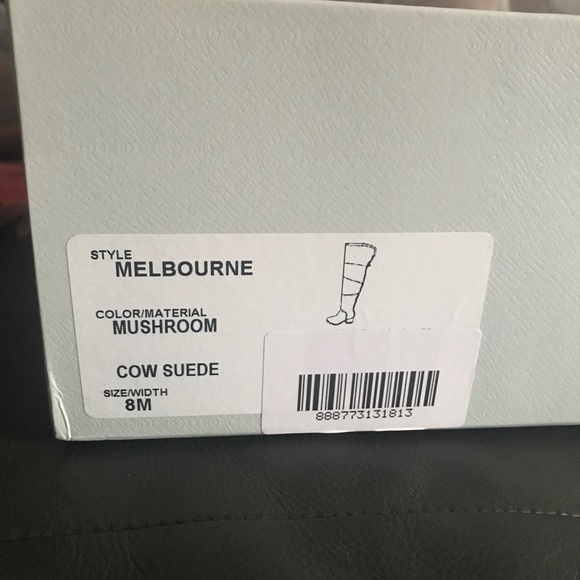 STYLE
MELBOURNE
COLOR/MATERIAL
MUSHROOM
COW SUEDE
SIZE/WIDTH
8M
888773131813